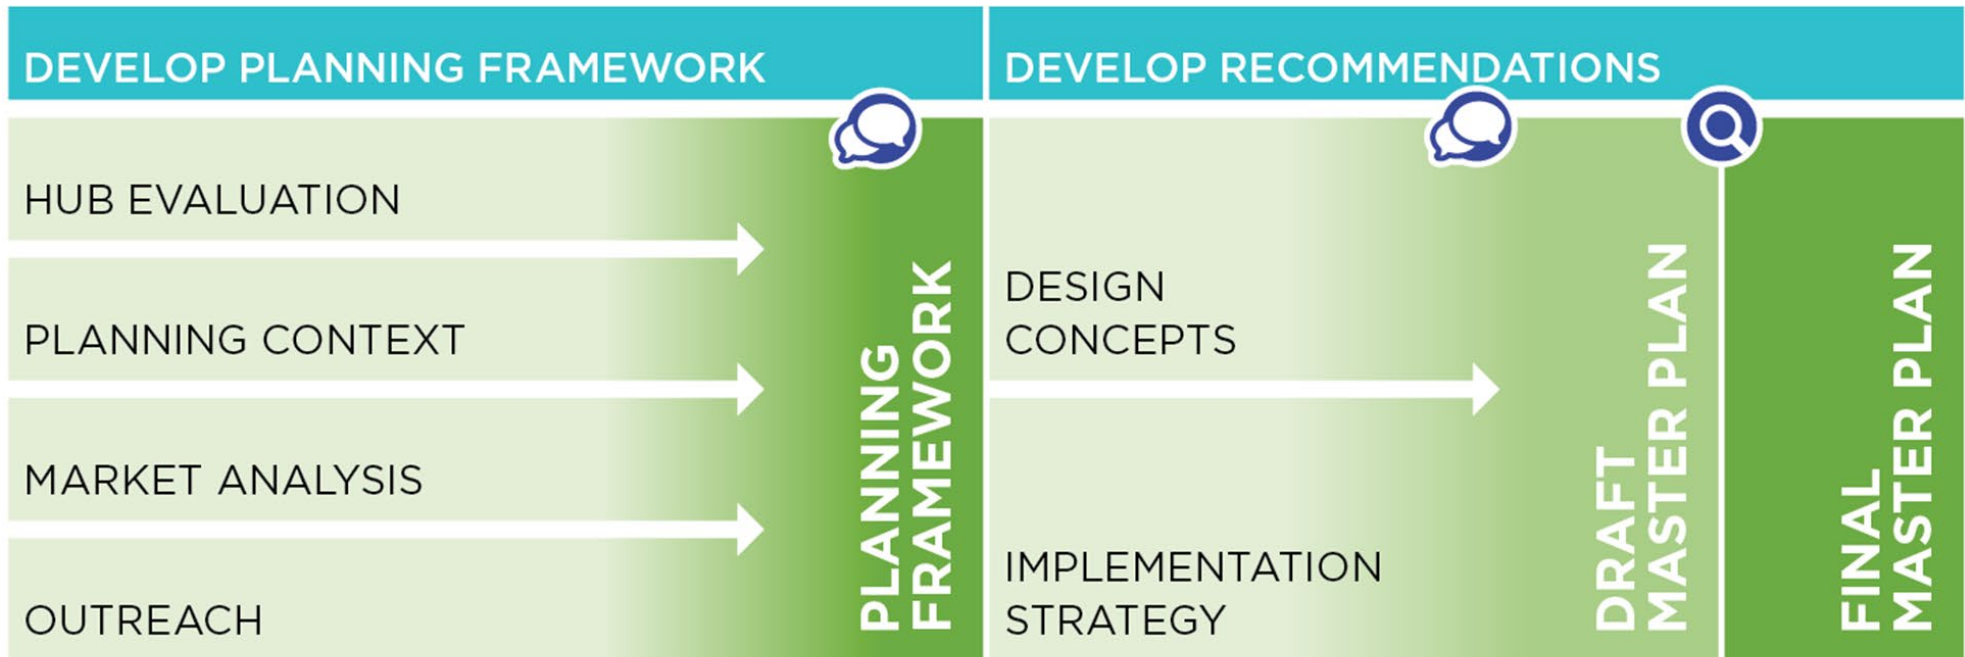 DEVELOP PLANNING FRAMEWORK
HUB EVALUATION
PLANNING CONTEXT
MARKET ANALYSIS
OUTREACH
PLANNING
FRAMEWORK
DEVELOP RECOMMENDATIONS
DESIGN
CONCEPTS
IMPLEMENTATION
STRATEGY
DRAFT
MASTER PLAN
FINAL
MASTER PLAN